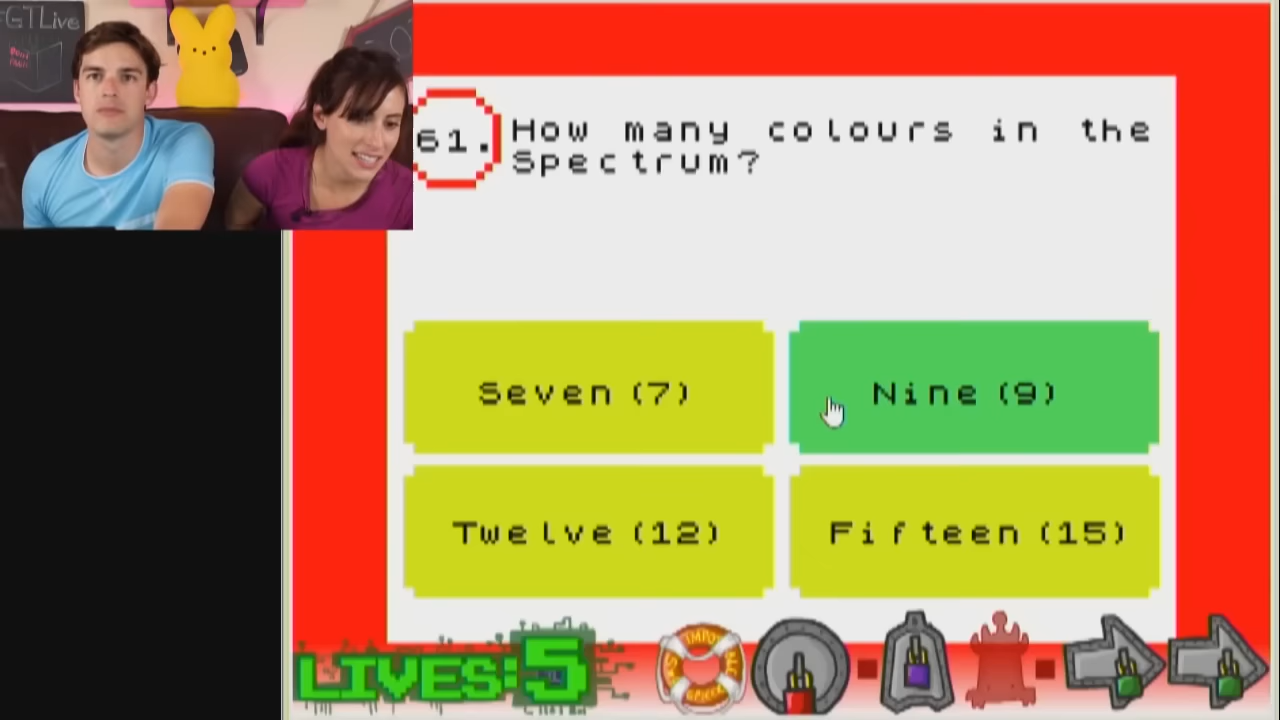 GTLive
61. How many colours in the
Spectrum?
Seven (7)
Nine (9)
Twelve (12)
Fifteen (15)
LIVES:5